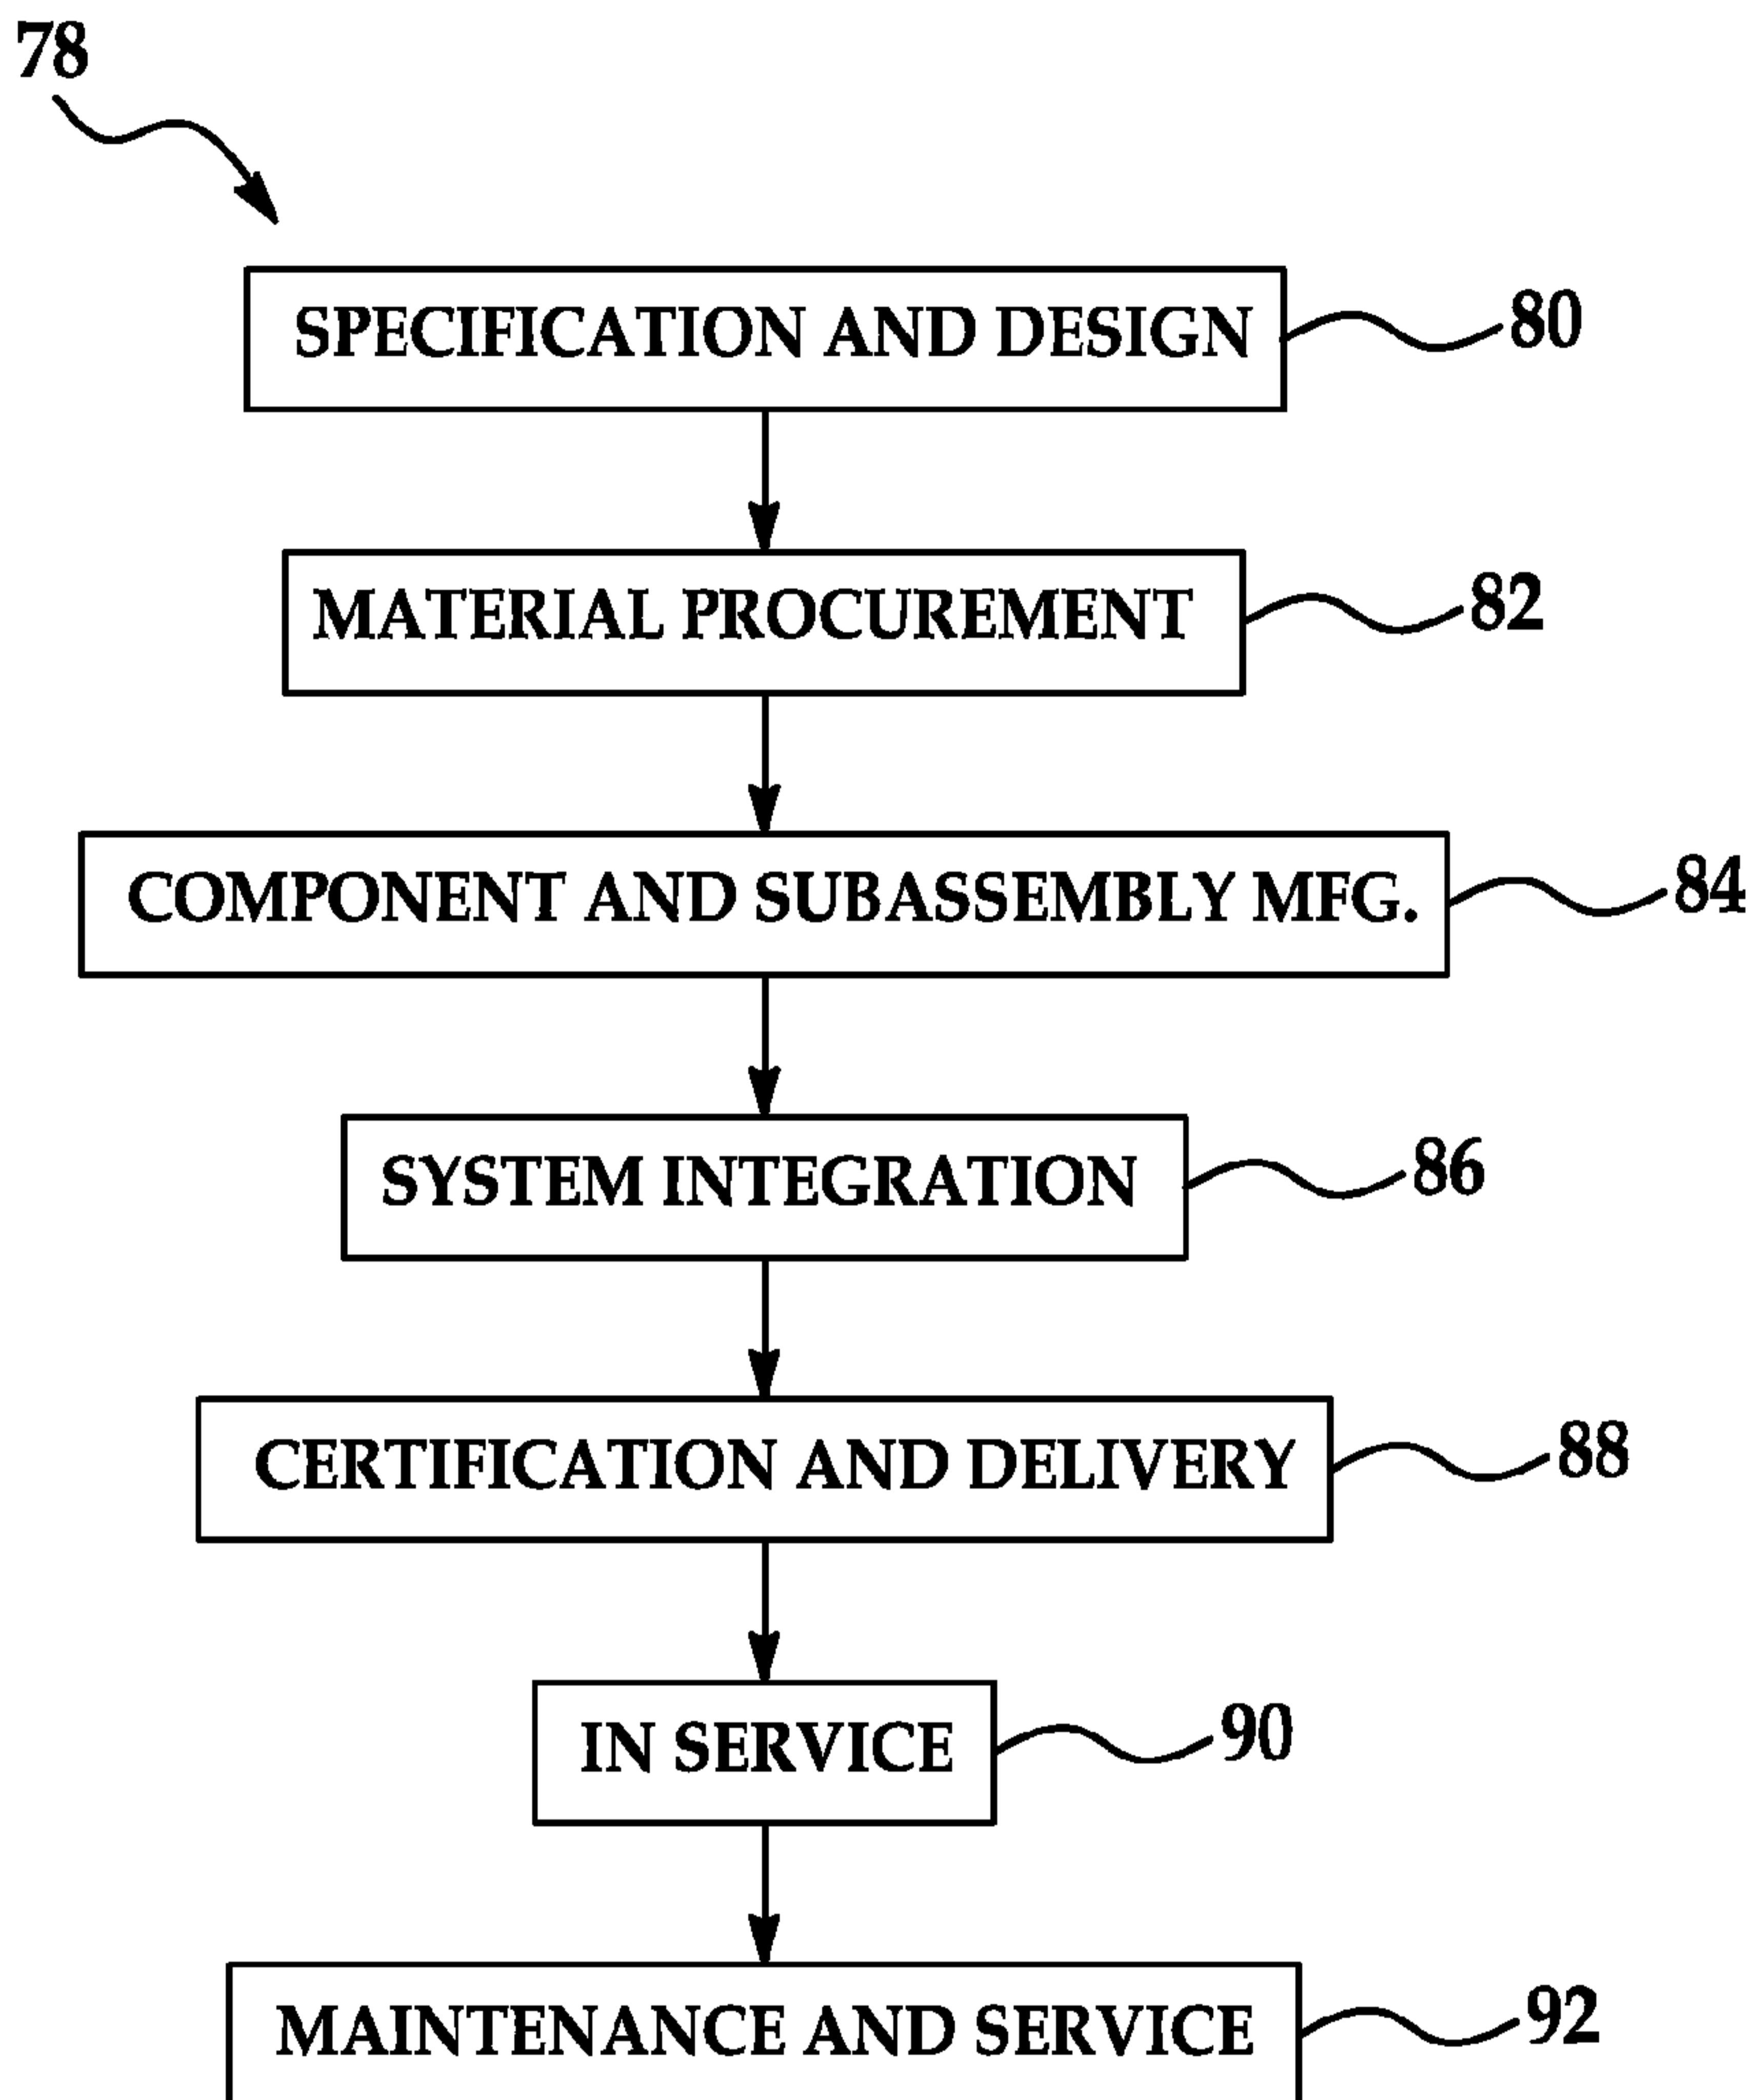 78
SPECIFICATION AND DESIGN 80
MATERIAL PROCUREMENT 82
COMPONENT AND SUBASSEMBLY MFG. 84
SYSTEM INTEGRATION 86
CERTIFICATION AND DELIVERY 88
IN SERVICE 90
MAINTENANCE AND SERVICE 92